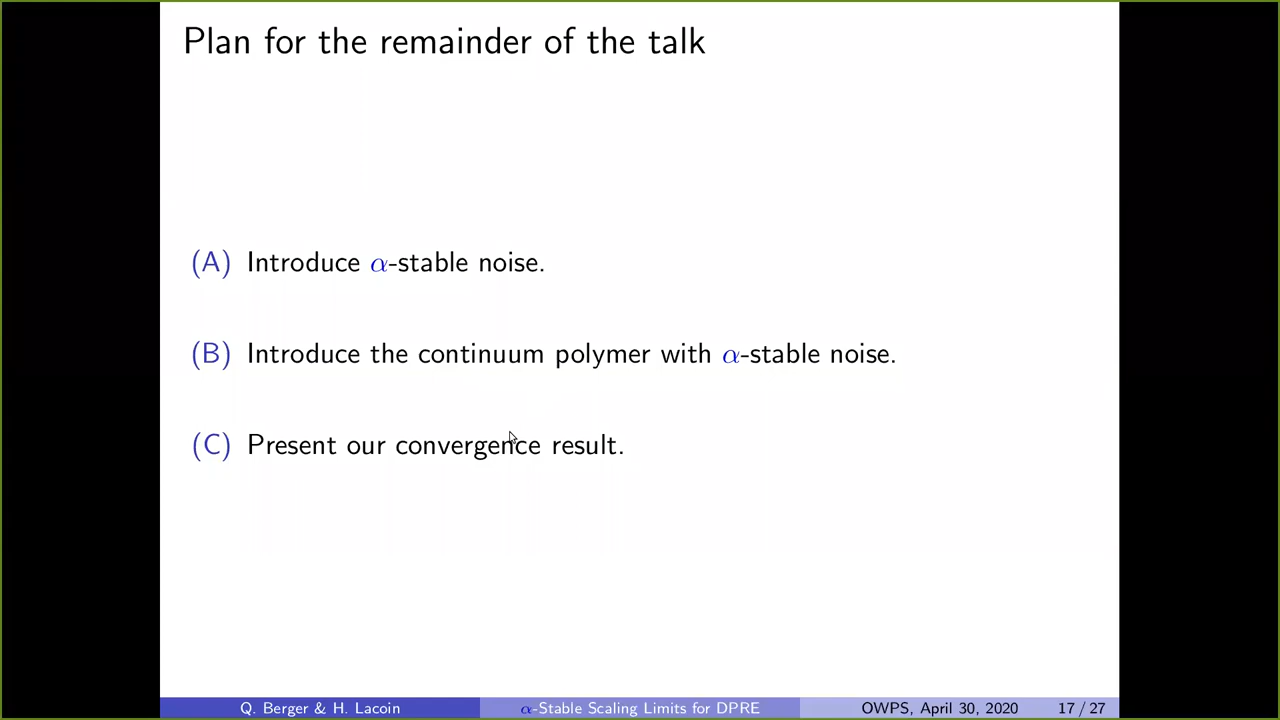 Plan for the remainder of the talk
(A) Introduce α-stable noise.
(B) Introduce the continuum polymer with α-stable noise.
(C) Present our convergence result.
Q. Berger & H. Lacoin α-Stable Scaling Limits for DPRE OWPS, April 30, 2020 17 / 27